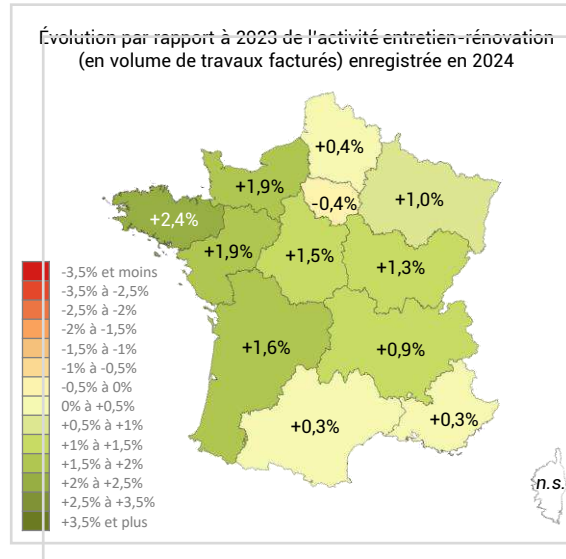 Évolution par rapport à 2023 de l'activité entretien-rénovation
(en volume de travaux facturés) enregistrée en 2024
+0,4%
+1,9%
-0,4%
+1,0%
+2,4%
+1,9%
+1,5%
+1,3%
+1,6%
+0,9%
+0,3%
+0,3%
n.s.
-3,5% et moins
-3,5% à -2,5%
-2,5% à -2%
-2% à -1,5%
-1,5% à -1%
-1% à -0,5%
-0,5% à 0%
0% à +0,5%
+0,5% à +1%
+1% à +1,5%
+1,5% à +2%
+2% à +2,5%
+2,5% à +3,5%
+3,5% et plus